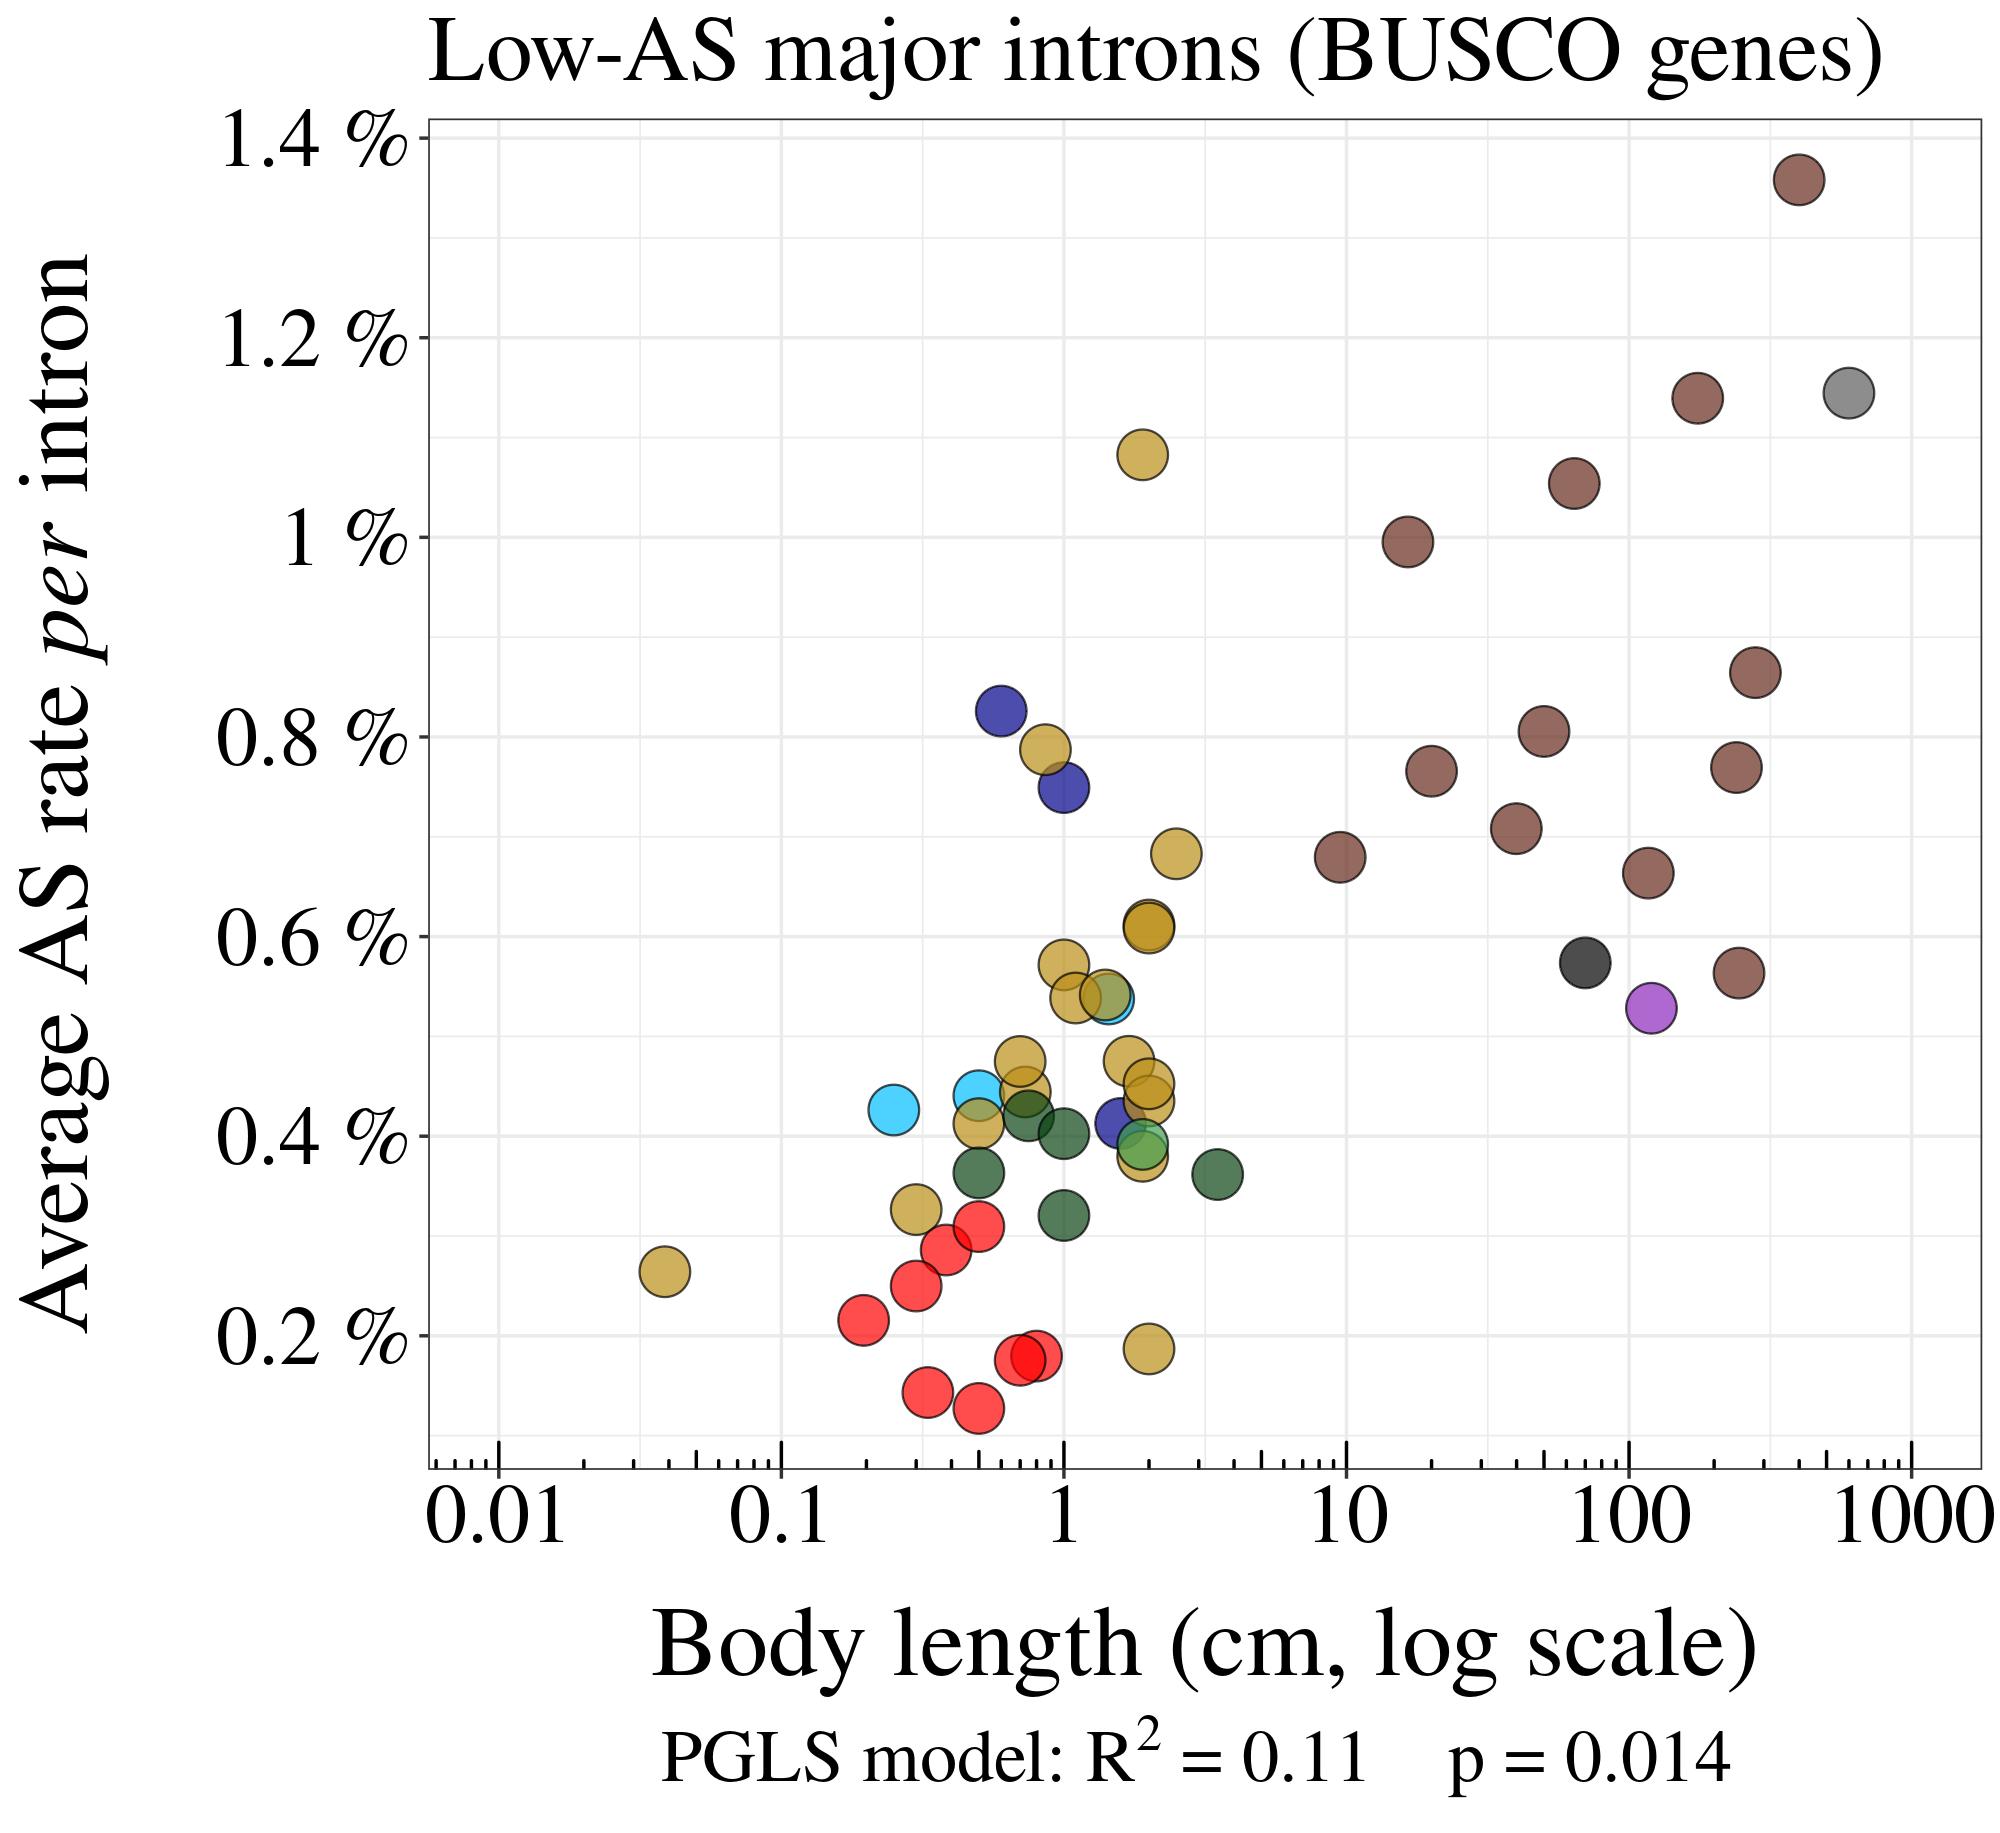 Low-AS major introns (BUSCO genes)
Average AS rate per intron
1.4 %
1.2 %
1 %
0.8 %
0.6 %
0.4 %
0.2 %
0.01 0.1 1 10 100 1000
Body length (cm, log scale)
PGLS model: R² = 0.11 p = 0.014